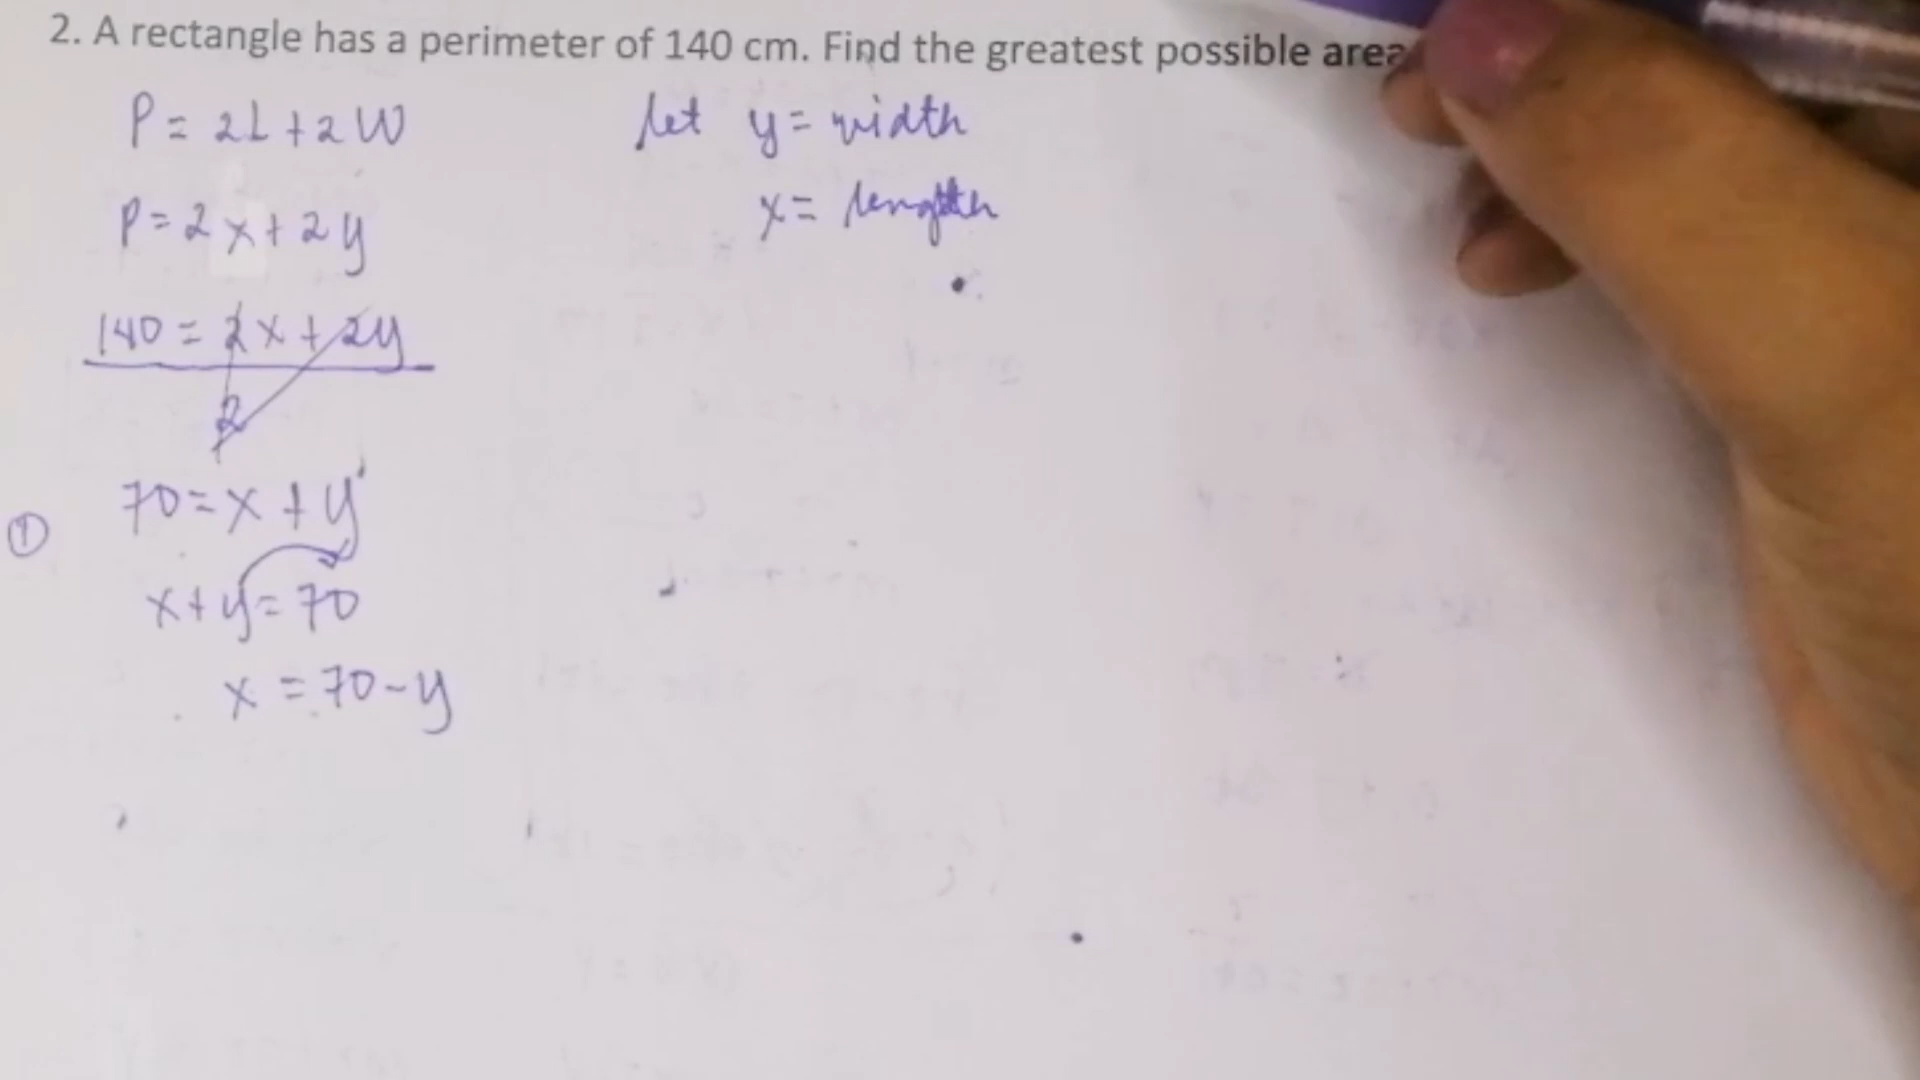 2. A rectangle has a perimeter of 140 cm. Find the greatest possible area
P = 2L + 2W
let y = width
P = 2x + 2y
x = length
140 = 2x + 2y
2
70 = x + y
①
x + y = 70
x = 70 - y